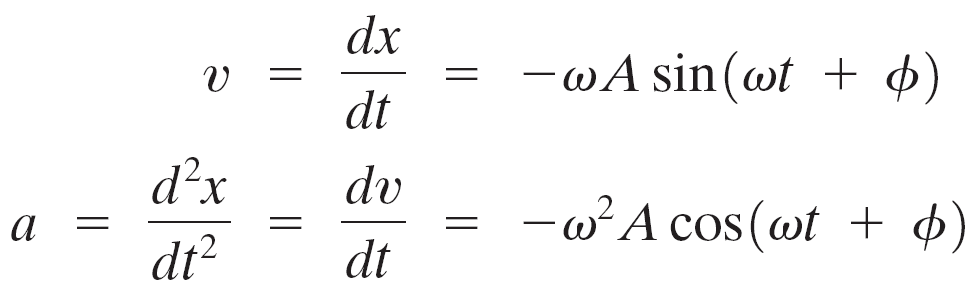 v = dx/dt = −ωA sin(ωt + ϕ)
a = d²x/dt² = dv/dt = −ω²A cos(ωt + ϕ)